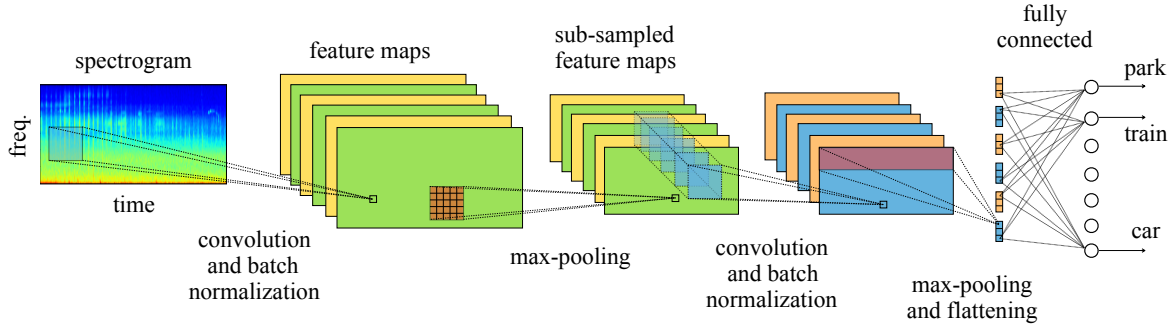 spectrogram
freq.
time
feature maps
convolution
and batch
normalization
max-pooling
sub-sampled
feature maps
convolution
and batch
normalization
max-pooling
and flattening
fully
connected
park
train
car